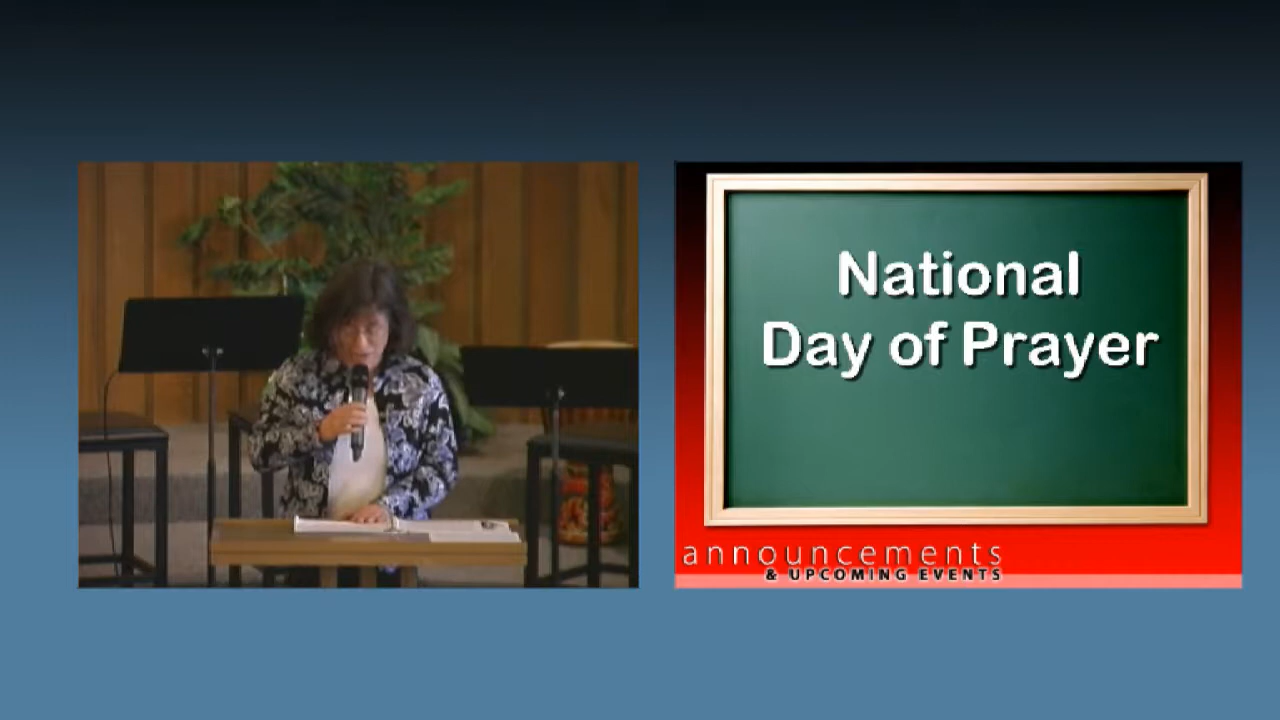 National
Day of Prayer
announcements
& UPCOMING EVENTS